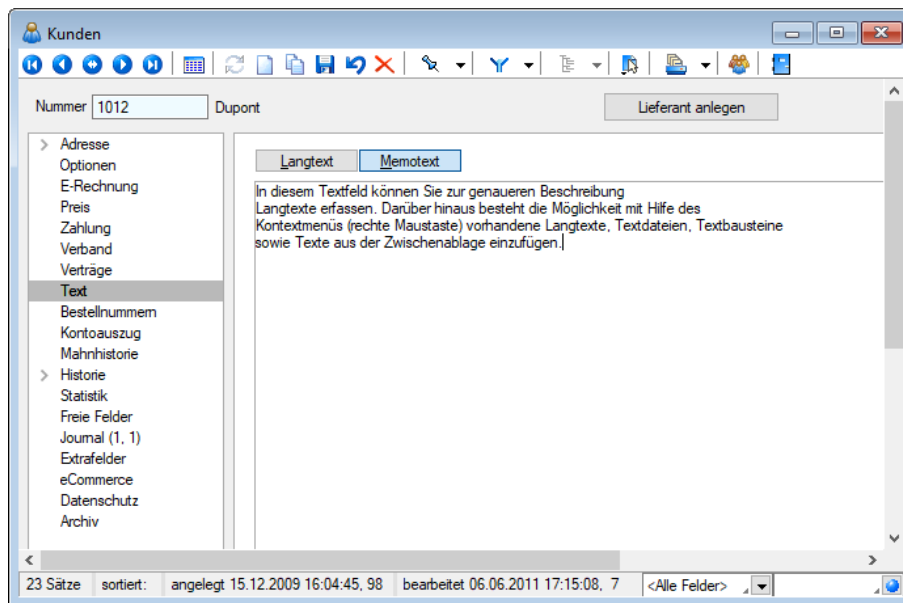 Kunden
Nummer 1012 Dupont Lieferant anlegen
Adresse
Optionen
E-Rechnung
Preis
Zahlung
Verband
Verträge
Text
Bestellnummern
Kontoauszug
Mahnhistorie
Historie
Statistik
Freie Felder
Journal (1, 1)
Extrafelder
eCommerce
Datenschutz
Archiv
Langtext Memotext
In diesem Textfeld können Sie zur genaueren Beschreibung
Langtexte erfassen. Darüber hinaus besteht die Möglichkeit mit Hilfe des
Kontextmenüs (rechte Maustaste) vorhandene Langtexte, Textdateien, Textbausteine
sowie Texte aus der Zwischenablage einzufügen.
23 Sätze sortiert: angelegt 15.12.2009 16:04:45, 98 bearbeitet 06.06.2011 17:15:08, 7 <Alle Felder>